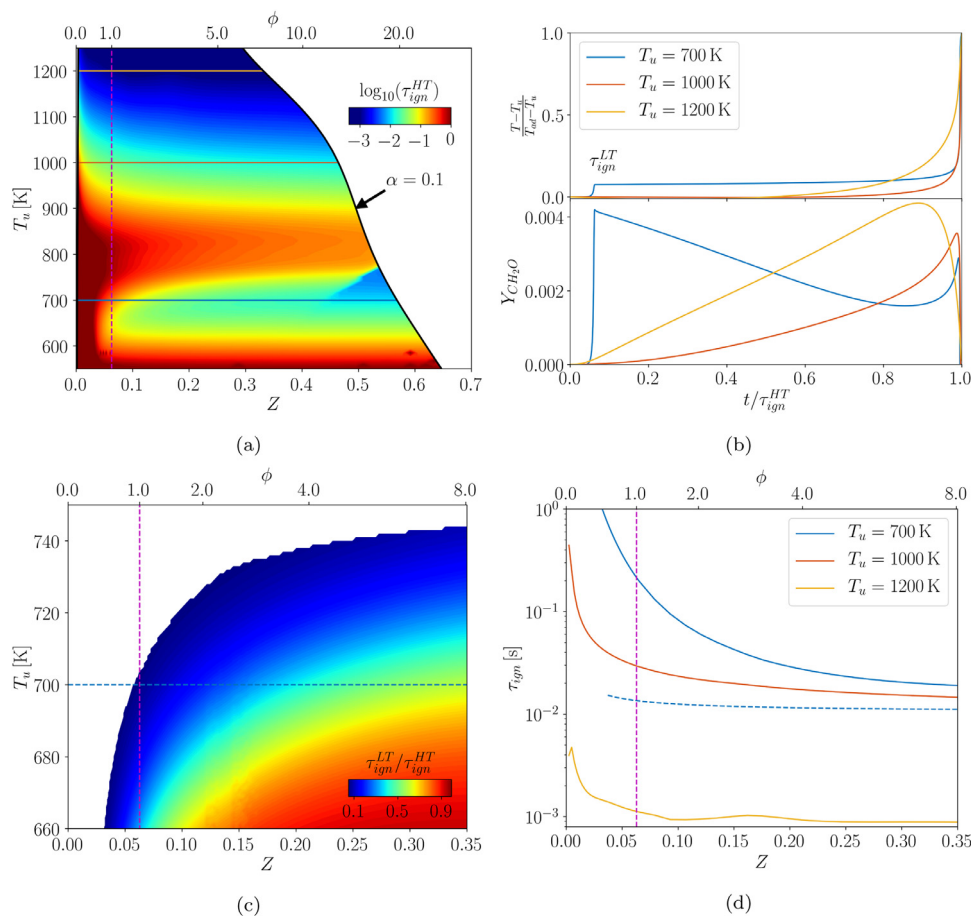 ϕ
0.0 1.0 5.0 10.0 20.0
1200
1100
1000
900
800
700
600
T_u [K]
log₁₀(τ_ign^HT)
−3 −2 −1 0
α = 0.1
0.0 0.1 0.2 0.3 0.4 0.5 0.6 0.7
Z
(a)
1.0
0.5
0.0
(T−T_u)/(T_ad−T_u)
T_u = 700 K
T_u = 1000 K
T_u = 1200 K
τ_ign^LT
0.004
0.002
0.000
Y_CH₂O
0.0 0.2 0.4 0.6 0.8 1.0
t/τ_ign^HT
(b)
ϕ
0.0 1.0 2.0 4.0 8.0
740
720
700
680
660
T_u [K]
τ_ign^LT/τ_ign^HT
0.1 0.5 0.9
0.00 0.05 0.10 0.15 0.20 0.25 0.30 0.35
Z
(c)
ϕ
0.0 1.0 2.0 4.0 8.0
10⁰
10⁻¹
10⁻²
10⁻³
τ_ign [s]
T_u = 700 K
T_u = 1000 K
T_u = 1200 K
0.00 0.05 0.10 0.15 0.20 0.25 0.30 0.35
Z
(d)